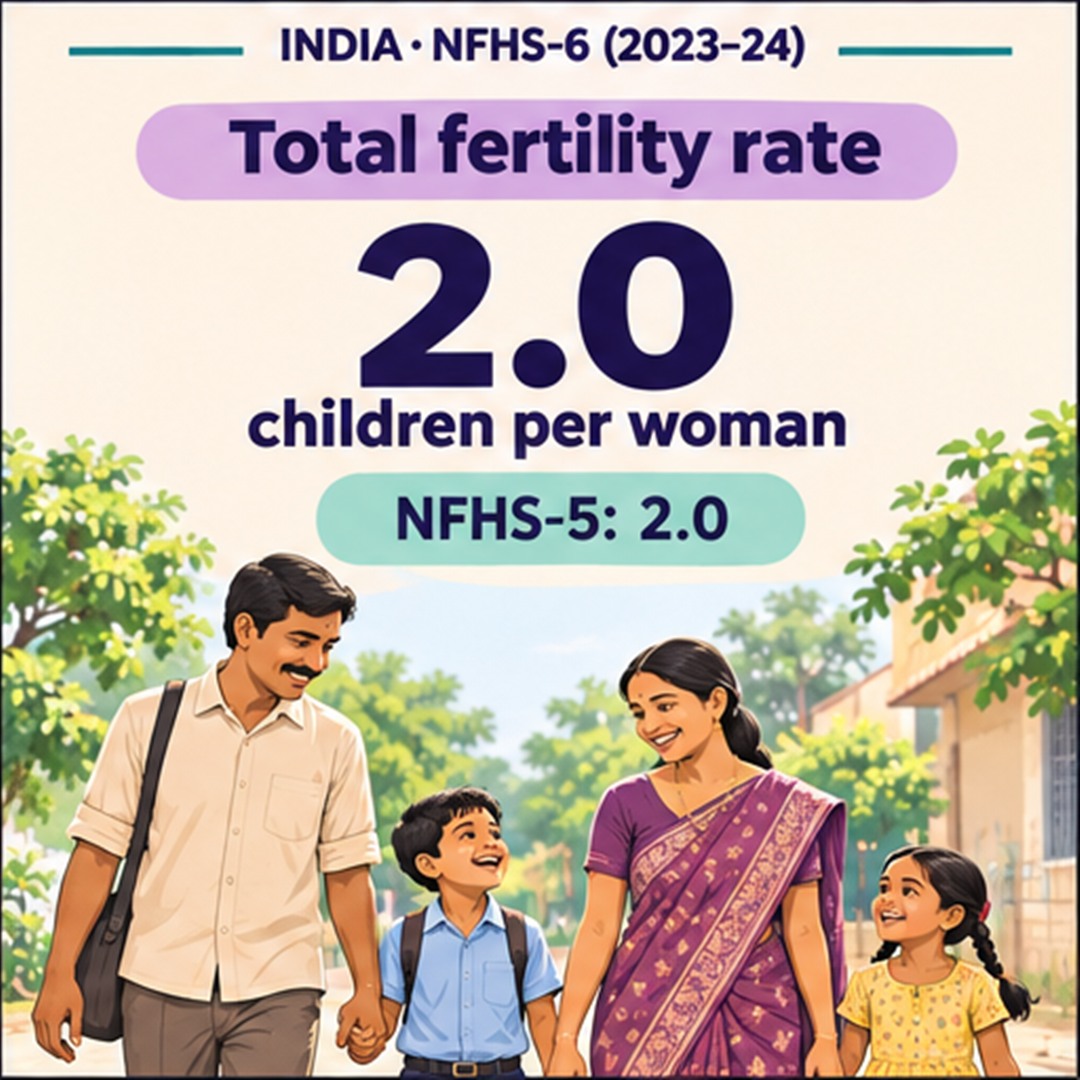 INDIA · NFHS-6 (2023–24)
Total fertility rate
2.0
children per woman
NFHS-5: 2.0